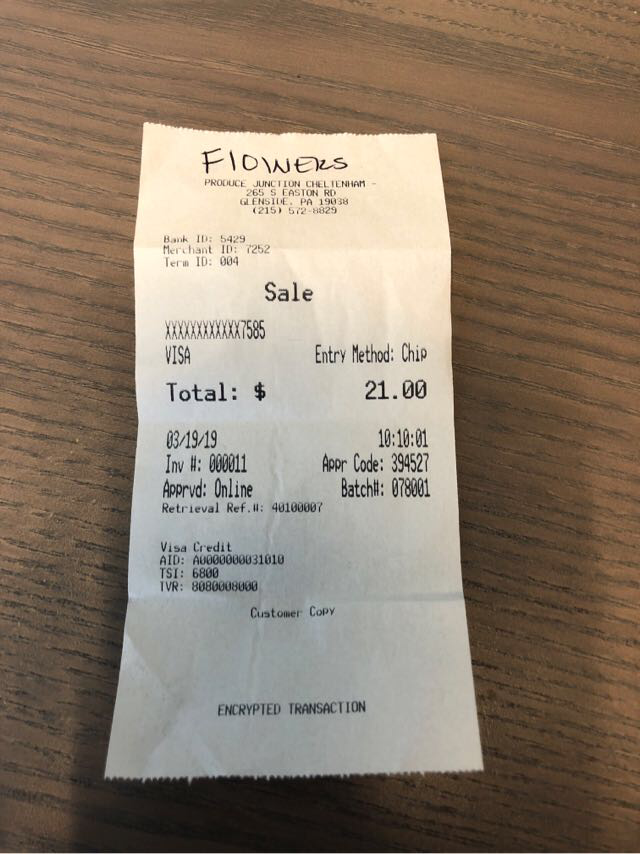 FlOWERS
PRODUCE JUNCTION CHELTENHAM -
265 S EASTON RD
GLENSIDE, PA 19038
(215) 572-8829
Bank ID: 5429
Merchant ID: 7252
Term ID: 004
Sale
XXXXXXXXXXXX7585
VISA Entry Method: Chip
Total: $ 21.00
03/19/19 10:10:01
Inv #: 000011 Appr Code: 394527
Apprvd: Online Batch#: 078001
Retrieval Ref.#: 40100007
Visa Credit
AID: A0000000031010
TSI: 6800
TVR: 8080008000
Customer Copy
ENCRYPTED TRANSACTION